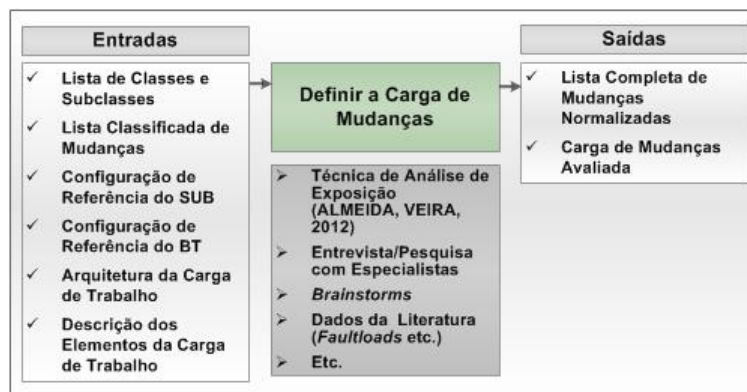 Entradas
✓ Lista de Classes e
Subclasses
✓ Lista Classificada de
Mudanças
✓ Configuração de
Referência do SUB
✓ Configuração de
Referência do BT
✓ Arquitetura da Carga
de Trabalho
✓ Descrição dos
Elementos da Carga
de Trabalho
Definir a Carga de
Mudanças
➢ Técnica de Análise de
Exposição
(ALMEIDA, VEIRA,
2012)
➢ Entrevista/Pesquisa
com Especialistas
➢ Brainstorms
➢ Dados da Literatura
(Faultloads etc.)
➢ Etc.
Saídas
✓ Lista Completa de
Mudanças
Normalizadas
✓ Carga de Mudanças
Avaliada